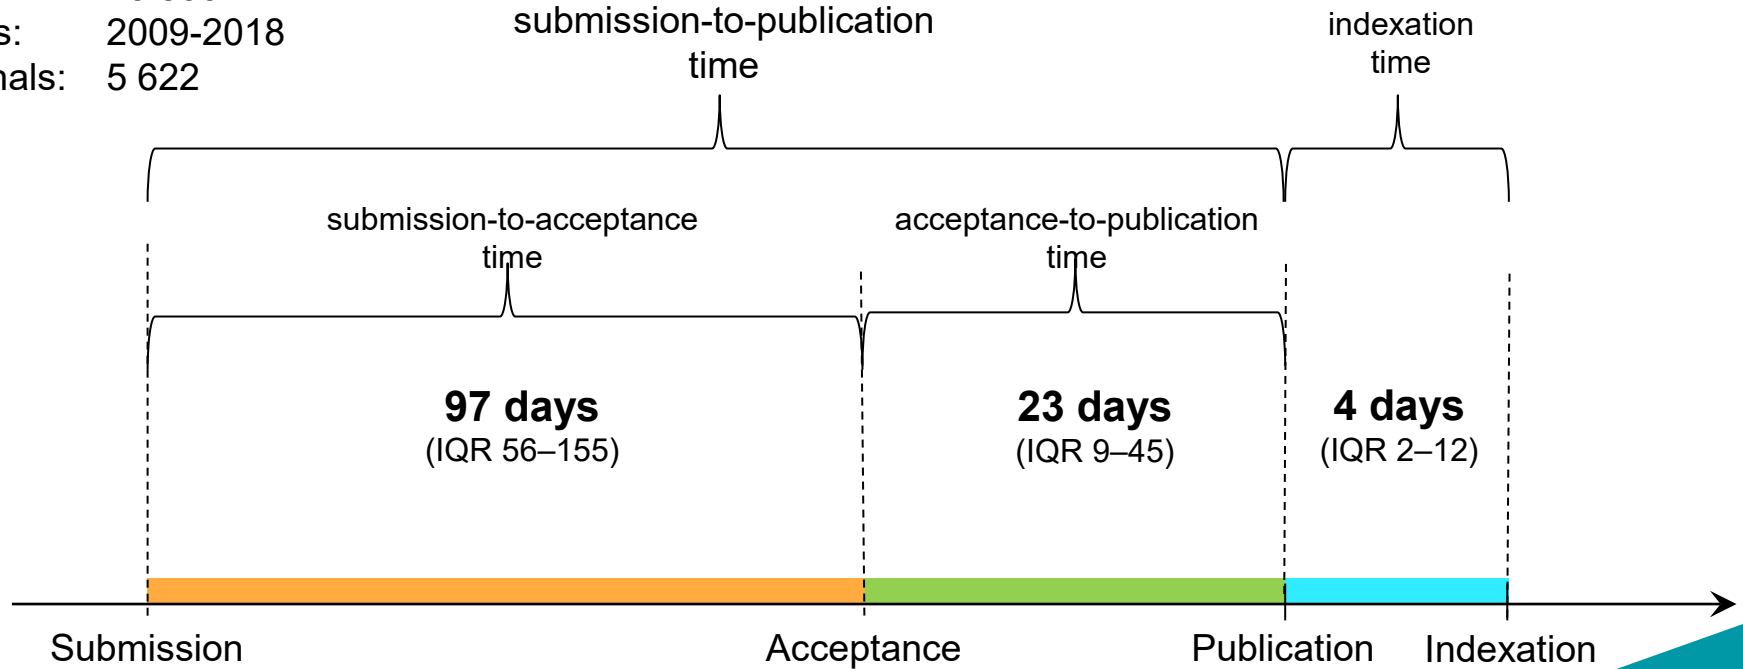 2009-2018
5 622
submission-to-publication
time
indexation
time
submission-to-acceptance
time
acceptance-to-publication
time
97 days
(IQR 56–155)
23 days
(IQR 9–45)
4 days
(IQR 2–12)
Submission
Acceptance
Publication
Indexation